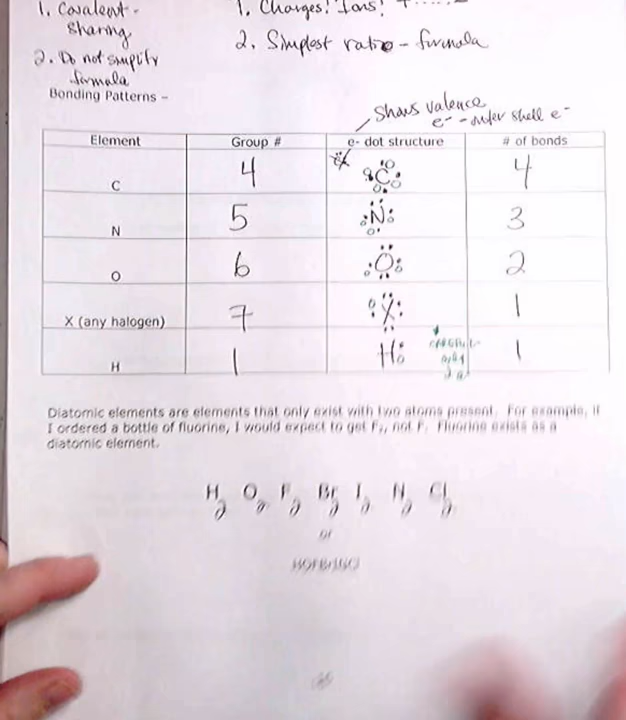 1. Covalent -
sharing
2. Do not simplify
formula
1. Charges! Ions! +
2. Simplest ratio - formula
Bonding Patterns –
shows valence
e- - outer shell e-
Element Group # e- dot structure # of bonds
C 4 C 4
N 5 N 3
O 6 O 2
X (any halogen) 7 X 1
H 1 H 1
Diatomic elements are elements that only exist with two atoms present. For example, if
I ordered a bottle of fluorine, I would expect to get F2, not F. Fluorine exists as a
diatomic element.
H2 O2 F2 Br2 I2 N2 Cl2
or
HOFBrINCl